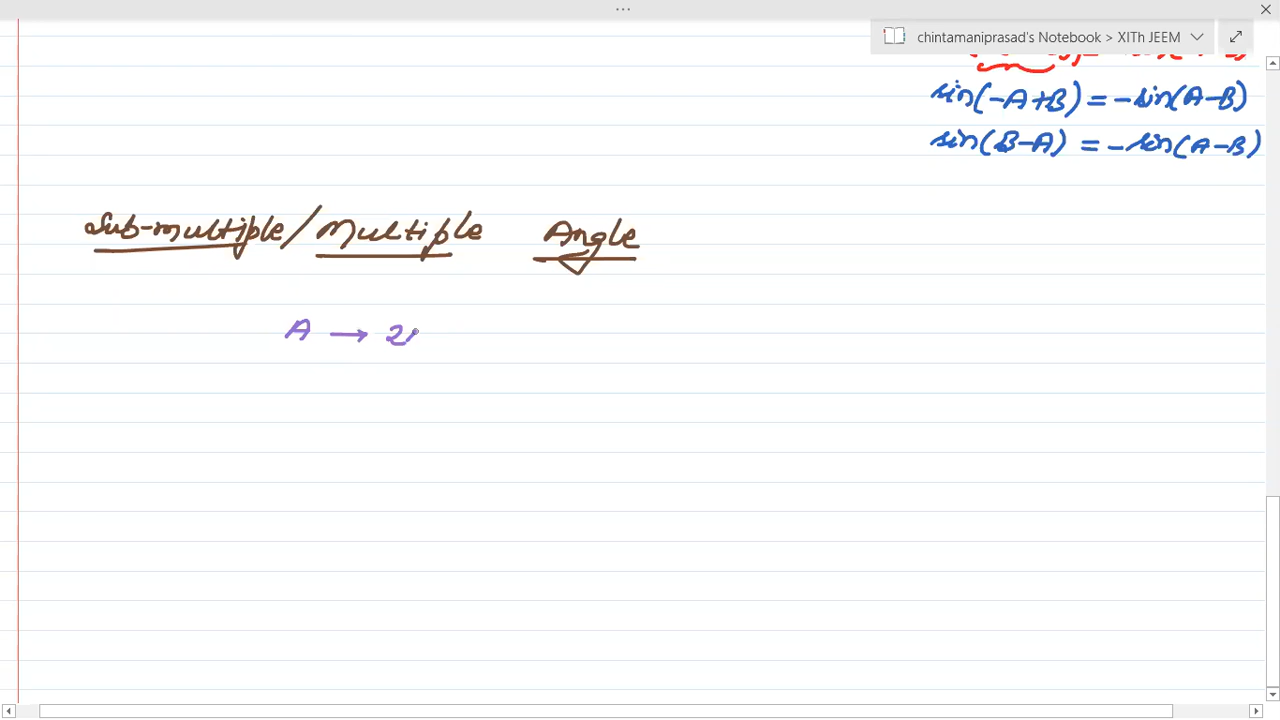 ...
chintamaniprasad's Notebook > XITh JEEM
sin(-A+B) = -sin(A-B)
sin(B-A) = -sin(A-B)
Sub-multiple/Multiple Angle
A → 2